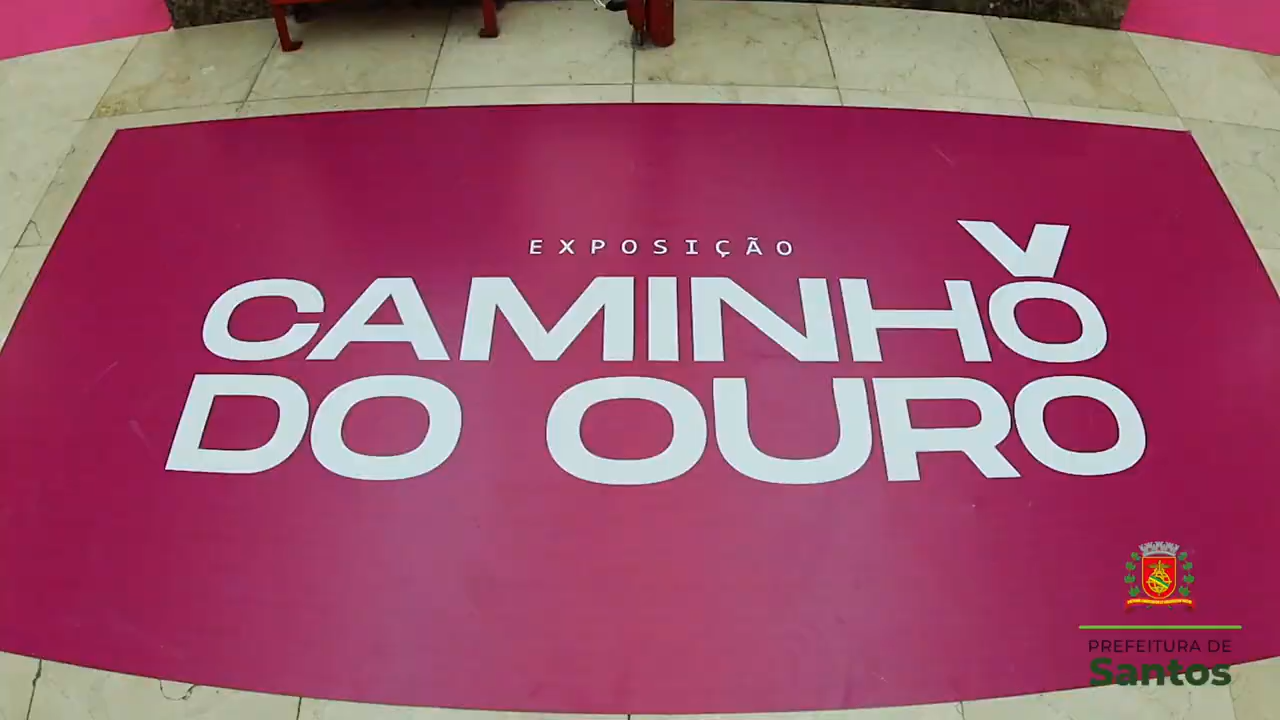 EXPOSIÇÃO
CAMINHO
DO OURO
PREFEITURA DE
Santos